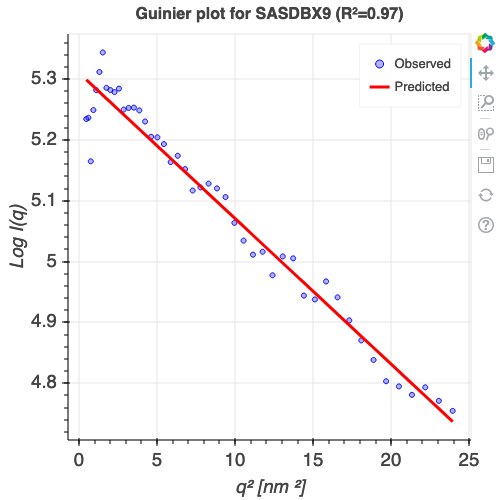 Guinier plot for SASDBX9 (R²=0.97)
Observed
Predicted
Log I(q)
5.3
5.2
5.1
5
4.9
4.8
0
5
10
15
20
25
q² [nm ²]